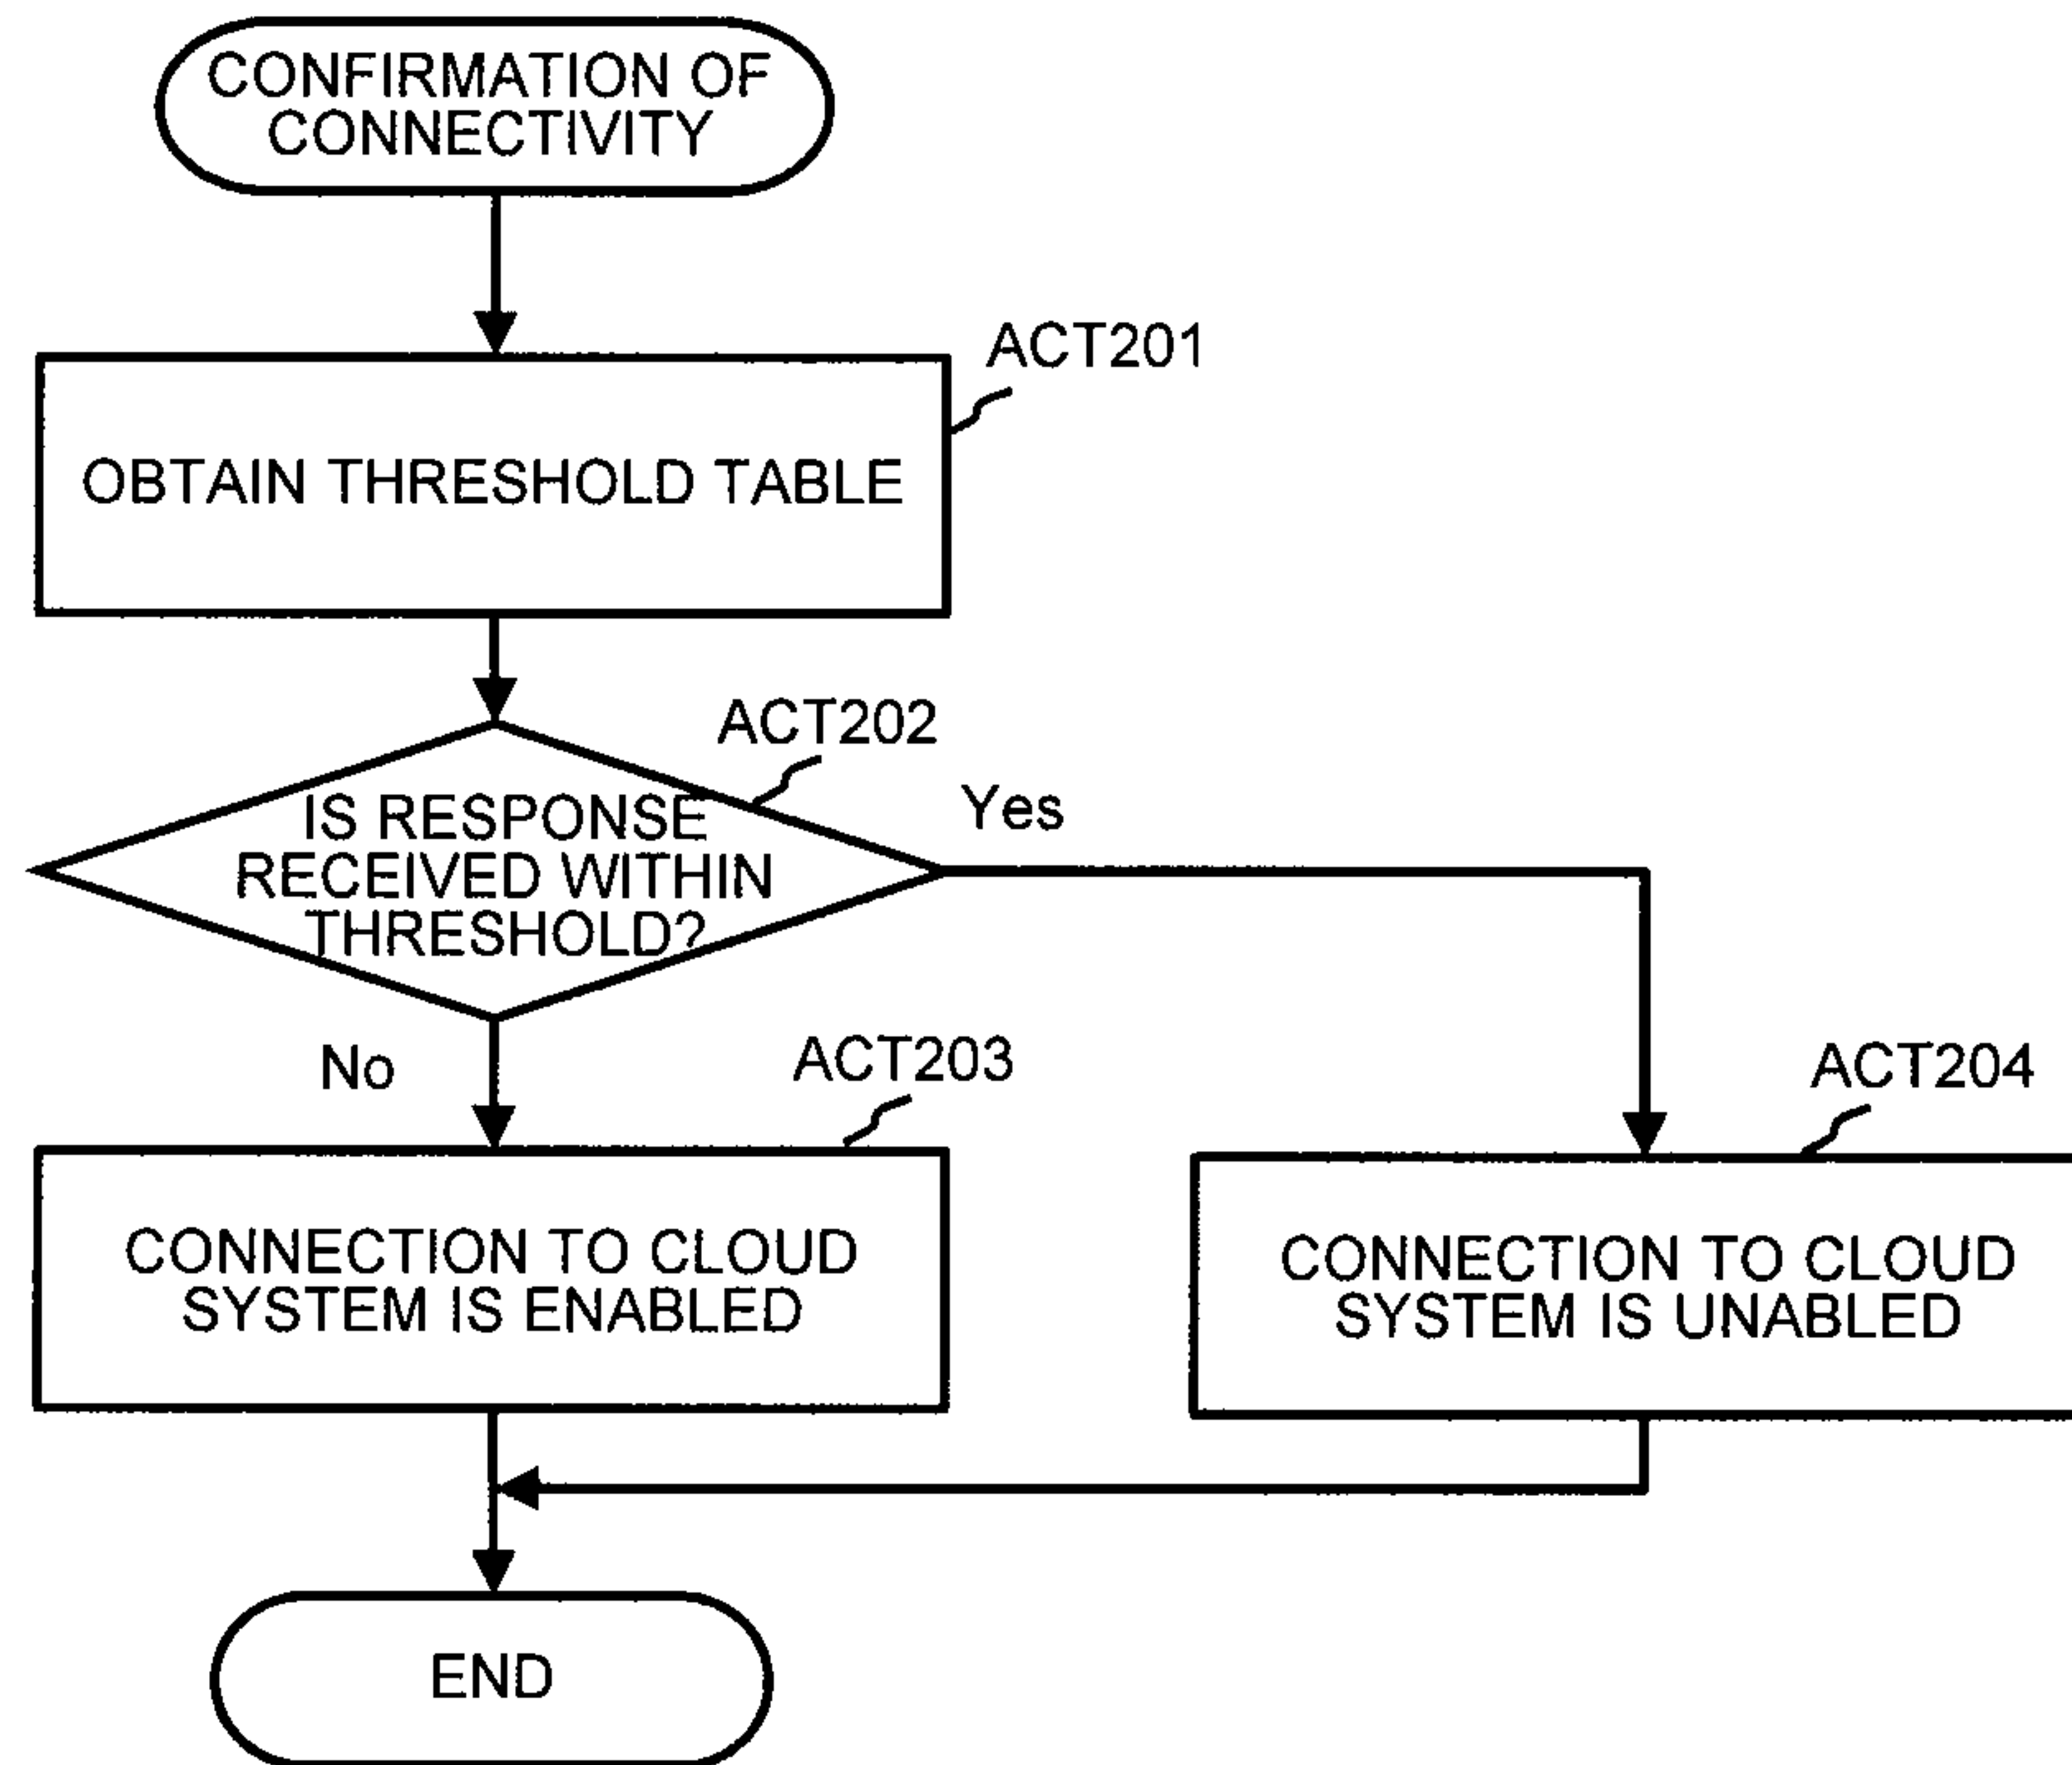 CONFIRMATION OF
CONNECTIVITY
ACT201
OBTAIN THRESHOLD TABLE
ACT202
IS RESPONSE
RECEIVED WITHIN
THRESHOLD?
Yes
No
ACT203
CONNECTION TO CLOUD
SYSTEM IS ENABLED
ACT204
CONNECTION TO CLOUD
SYSTEM IS UNABLED
END